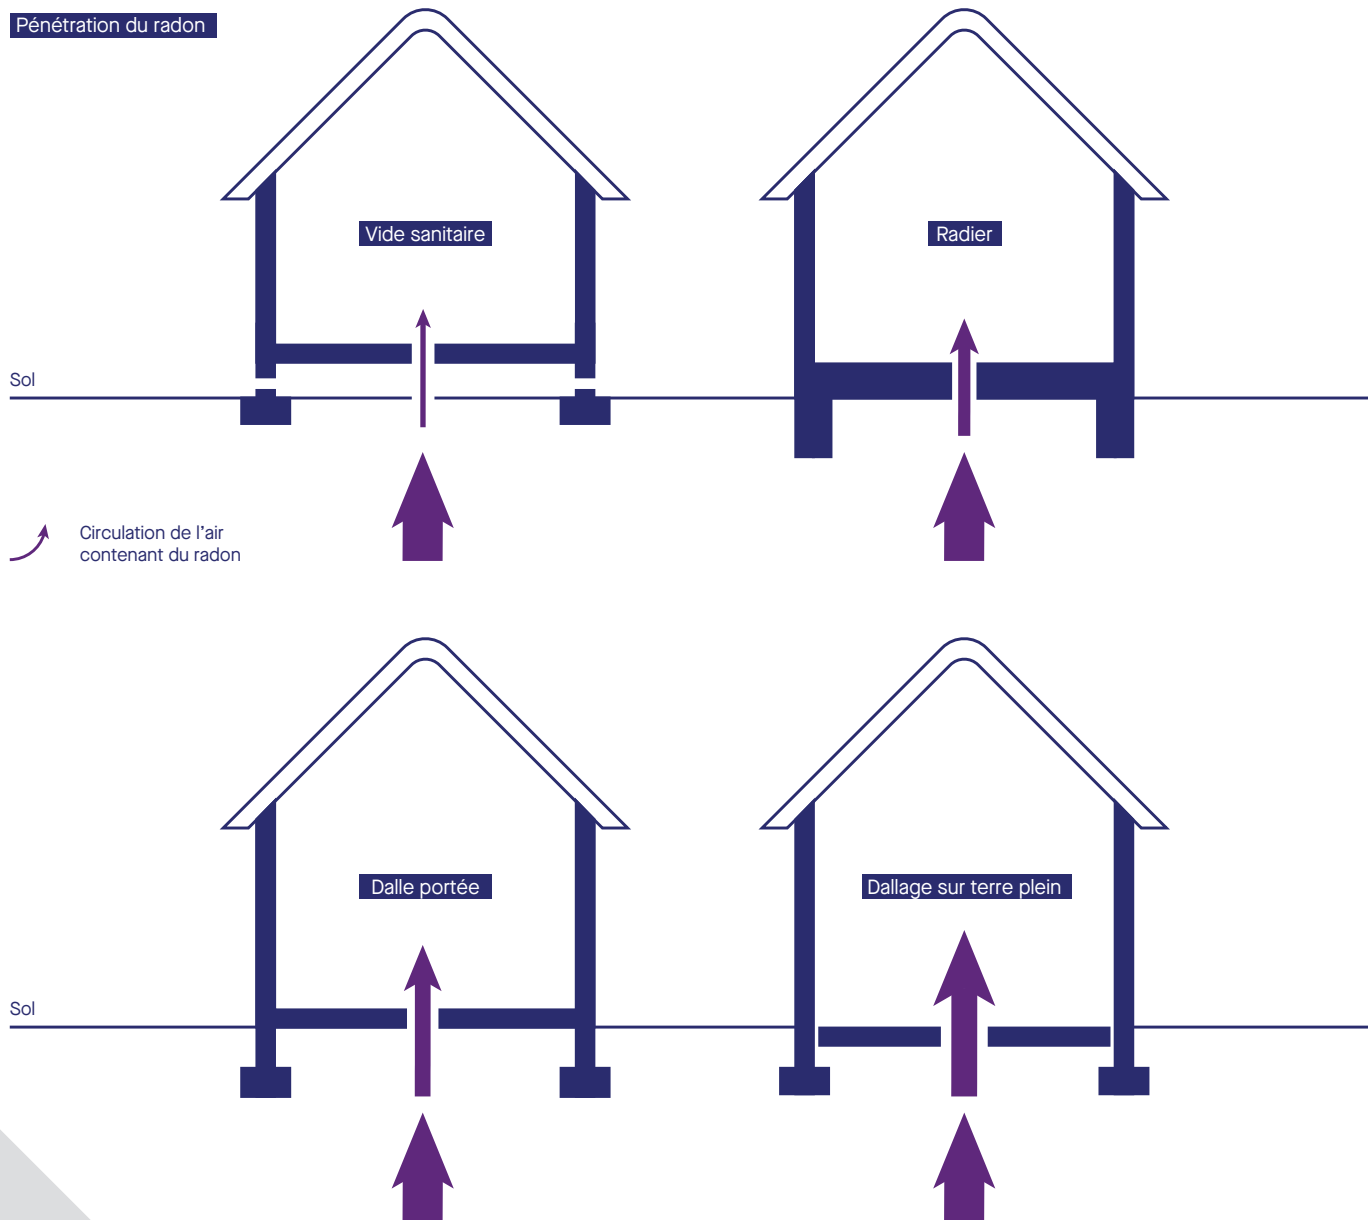 Pénétration du radon
Vide sanitaire
Radier
Sol
Circulation de l'air
contenant du radon
Dalle portée
Dallage sur terre plein
Sol